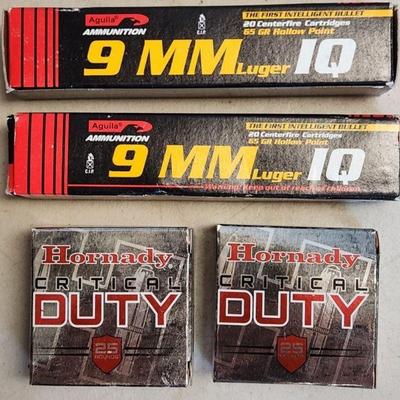 Aguila®
AMMUNITION
C.I.P.
9 MM Luger IQ
THE FIRST INTELLIGENT BULLET
20 Centerfire Cartridges
65 GR Hollow Point
Aguila®
AMMUNITION
C.I.P.
9 MM Luger IQ
THE FIRST INTELLIGENT BULLET
20 Centerfire Cartridges
65 GR Hollow Point
Warning: Keep out of reach of children.
Hornady
CRITICAL
DUTY
25
ROUNDS
Hornady
CRITICAL
DUTY
25
ROUNDS